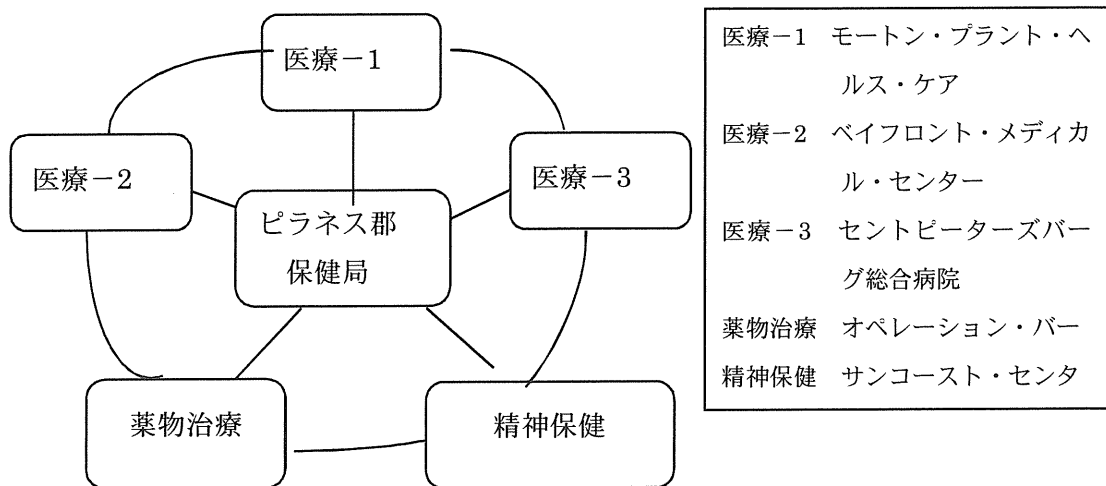 医療－1
医療－2
医療－3
ピラネス郡
保健局
薬物治療
精神保健
医療－1　モートン・プラント・ヘ
ルス・ケア
医療－2　ベイフロント・メディカ
ル・センター
医療－3　セントピーターズバー
グ総合病院
薬物治療　オペレーション・バー
精神保健　サンコースト・センタ